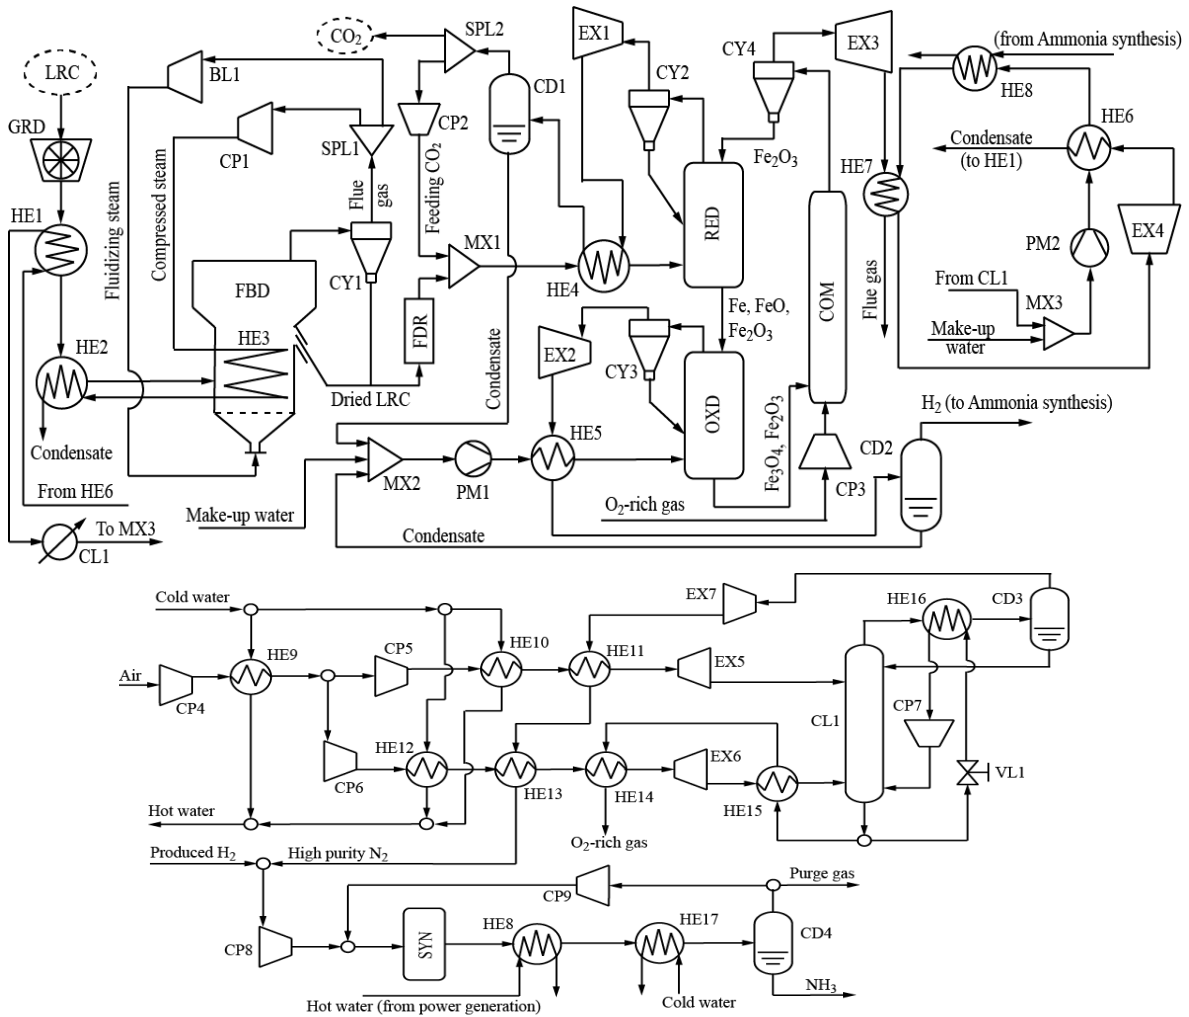 CO2
SPL2
EX1
CY4
EX3
(from Ammonia synthesis)
LRC
BL1
CD1
CY2
HE8
GRD
CP2
HE6
CP1
SPL1
Fe2O3
Condensate
(to HE1)
HE7
HE1
Fluidizing steam
Compressed steam
Flue gas
Feeding CO2
MX1
RED
EX4
PM2
FBD
CY1
HE4
From CL1
MX3
Fe, FeO,
Fe2O3
COM
Flue gas
Make-up
water
FDR
HE2
HE3
EX2
CY3
Condensate
OXD
Dried LRC
Fe3O4, Fe2O3
H2 (to Ammonia synthesis)
HE5
CD2
Condensate
MX2
PM1
CP3
From HE6
Make-up water
O2-rich gas
To MX3
CL1
Condensate
EX7
HE16
CD3
Cold water
HE9
CP5
HE10
HE11
EX5
Air
CP4
CL1
CP7
HE12
EX6
CP6
HE13
HE14
HE15
VL1
Hot water
O2-rich gas
Produced H2
High purity N2
CP9
Purge gas
CP8
SYN
HE8
HE17
CD4
NH3
Hot water (from power generation)
Cold water